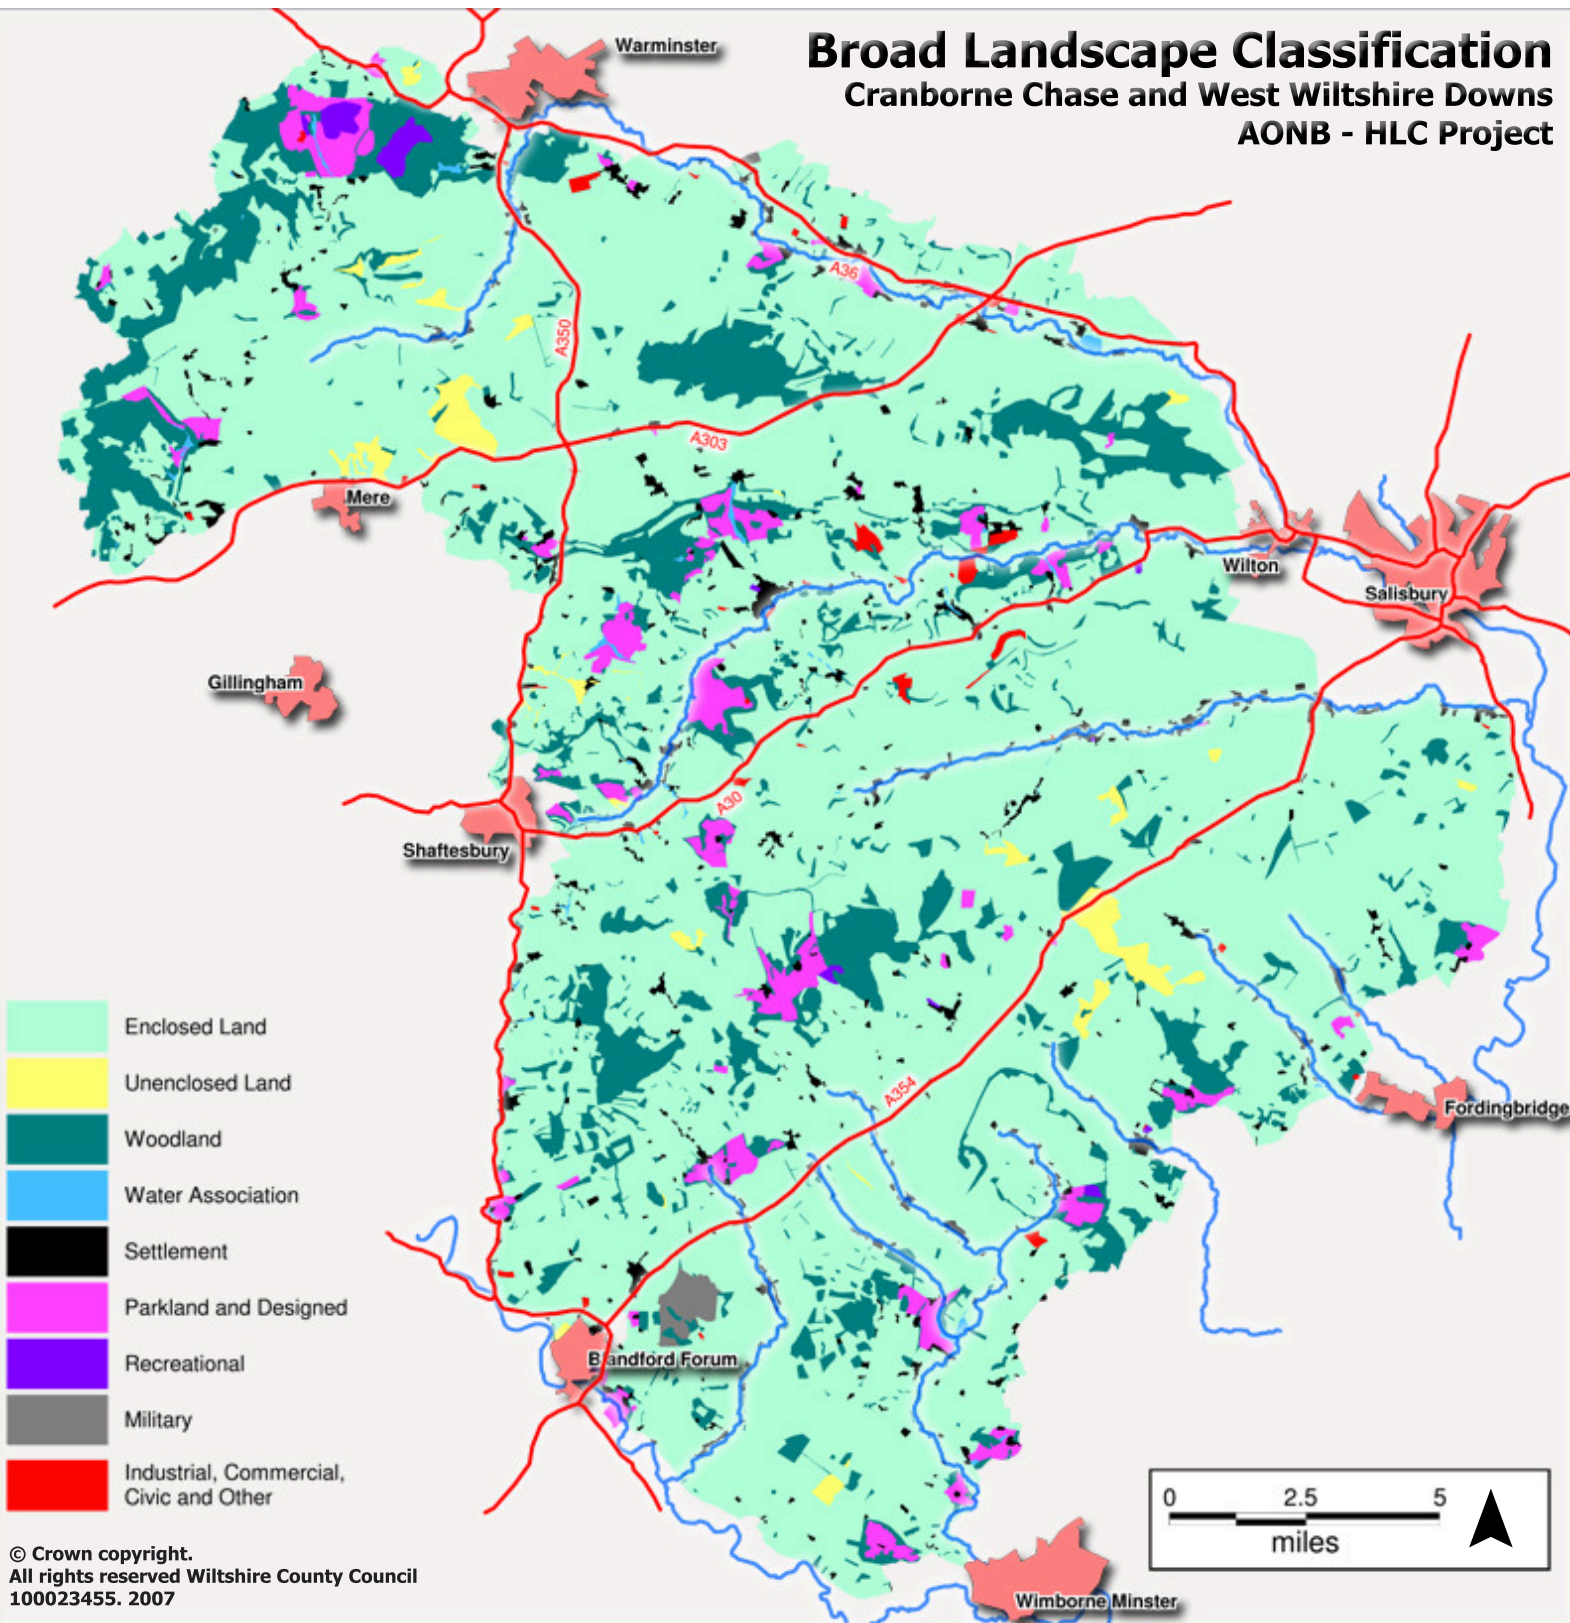 Broad Landscape Classification
Cranborne Chase and West Wiltshire Downs
AONB - HLC Project
Warminster
A36
A350
A303
Mere
Wilton
Salisbury
Gillingham
A30
Shaftesbury
A354
Fordingbridge
Blandford Forum
Wimborne Minster
Enclosed Land
Unenclosed Land
Woodland
Water Association
Settlement
Parkland and Designed
Recreational
Military
Industrial, Commercial,
Civic and Other
0 2.5 5
miles
© Crown copyright.
All rights reserved Wiltshire County Council
100023455. 2007